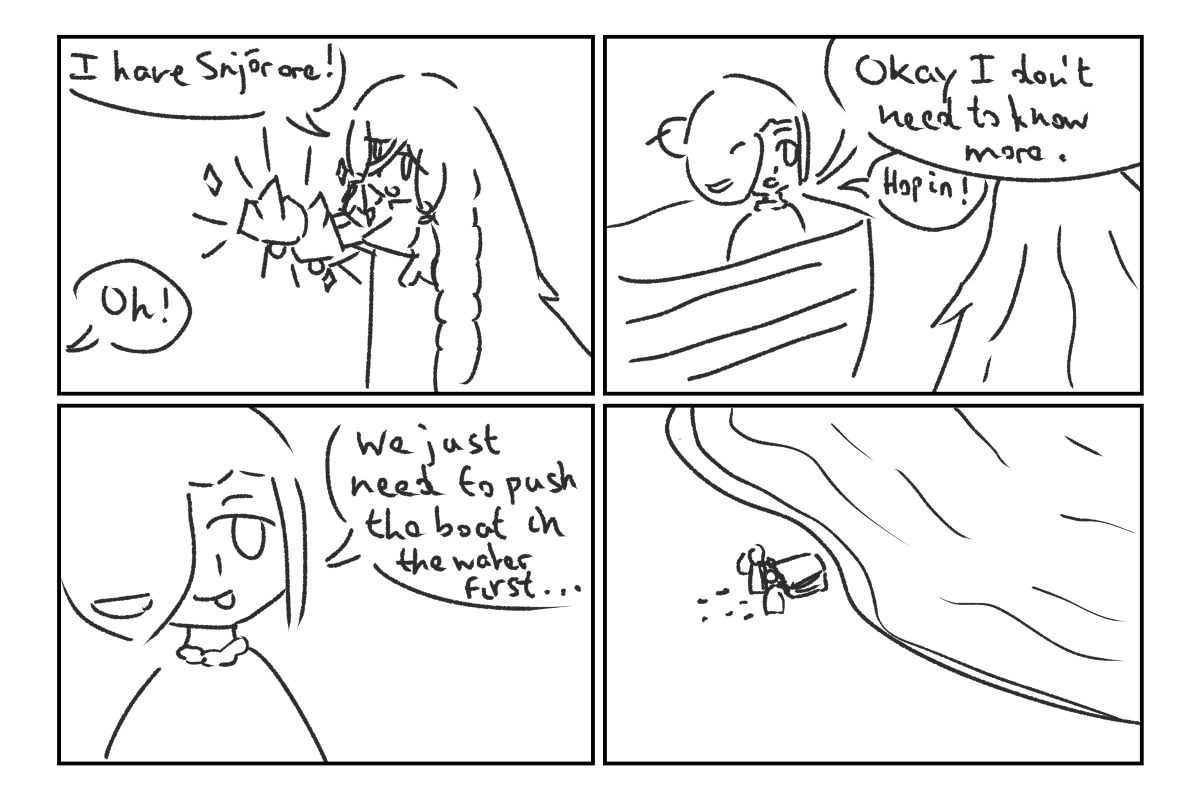 I have Snjór ore!
Oh!
Okay I don't
need to know
more.
Hop in!
We just
need to push
the boat in
the water
first...